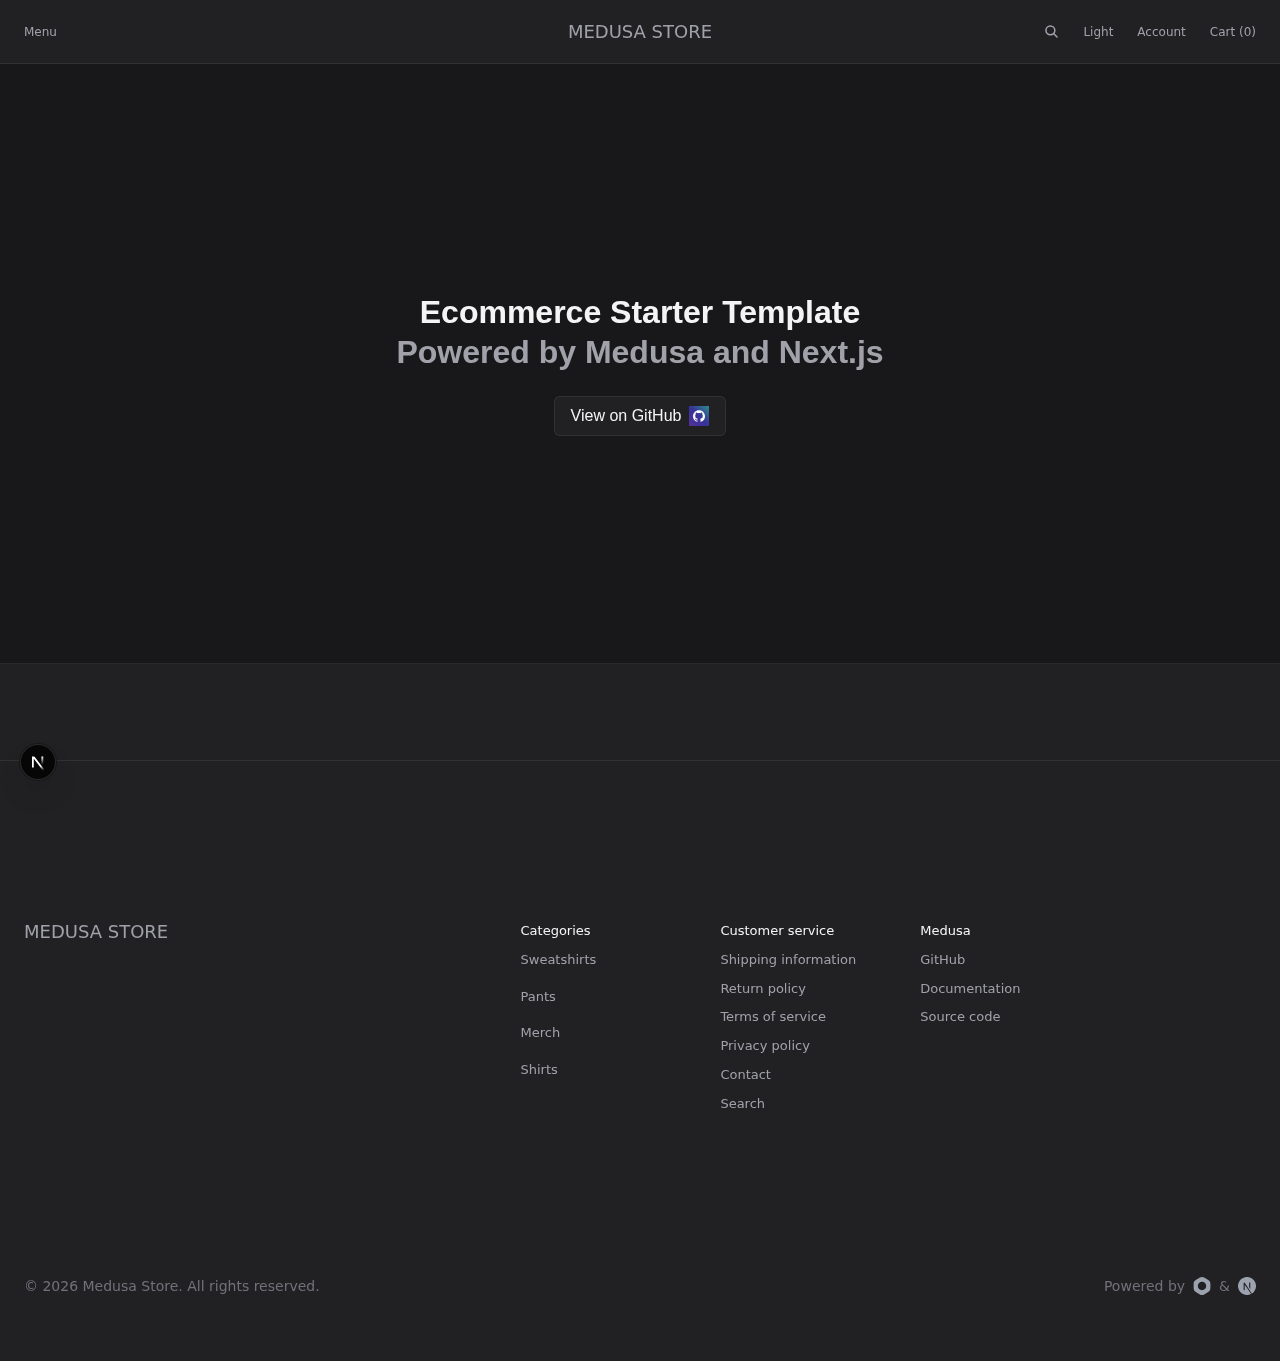 Menu
MEDUSA STORE
Light
Account
Cart (0)
Ecommerce Starter Template
Powered by Medusa and Next.js
View on GitHub
MEDUSA STORE
Categories
Sweatshirts
Pants
Merch
Shirts
Customer service
Shipping information
Return policy
Terms of service
Privacy policy
Contact
Search
Medusa
GitHub
Documentation
Source code
© 2026 Medusa Store. All rights reserved.
Powered by &